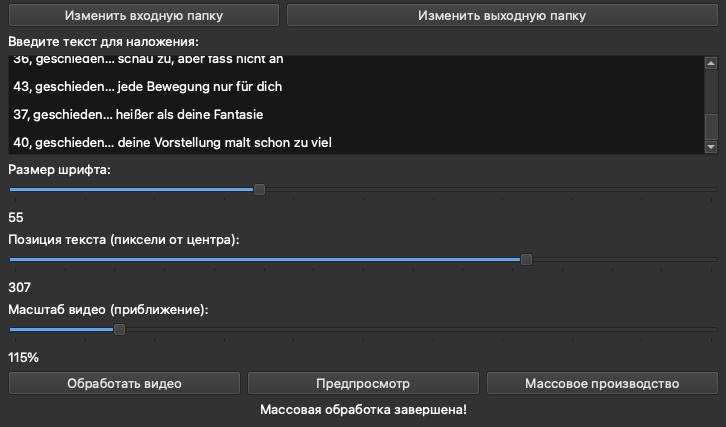 Изменить входную папку
Изменить выходную папку
Введите текст для наложения:
36, geschieden... schau zu, aber fass nicht an
43, geschieden... jede Bewegung nur für dich
37, geschieden... heißer als deine Fantasie
40, geschieden... deine Vorstellung malt schon zu viel
Размер шрифта:
55
Позиция текста (пиксели от центра):
307
Масштаб видео (приближение):
115%
Обработать видео
Предпросмотр
Массовое производство
Массовая обработка завершена!